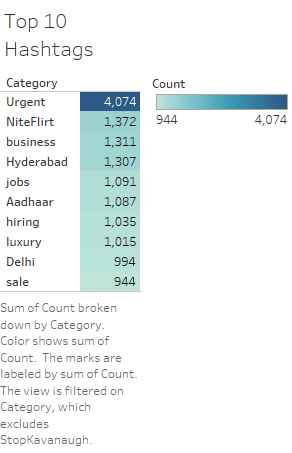 Top 10
Hashtags
Category
Urgent 4,074
NiteFlirt 1,372
business 1,311
Hyderabad 1,307
jobs 1,091
Aadhaar 1,087
hiring 1,035
luxury 1,015
Delhi 994
sale 944
Count
944 4,074
Sum of Count broken
down by Category.
Color shows sum of
Count. The marks are
labeled by sum of Count.
The view is filtered on
Category, which
excludes
StopKavanaugh.